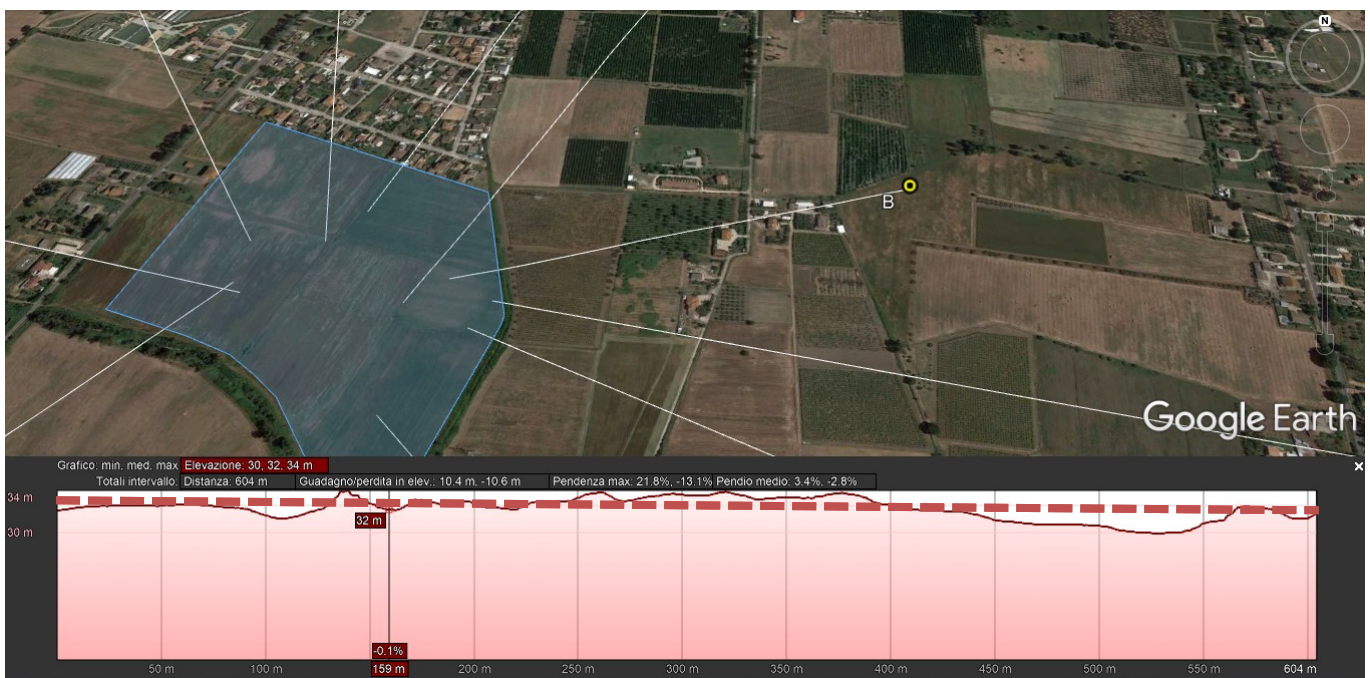 N
B
Google Earth
Grafico: min. med. max Elevazione: 30, 32, 34 m
Totali intervallo: Distanza: 604 m Guadagno/perdita in elev.: 10.4 m, -10.6 m Pendenza max: 21.8%, -13.1% Pendio medio: 3.4%, -2.8%
34 m
32 m
30 m
-0.1%
50 m 100 m 159 m 200 m 250 m 300 m 350 m 400 m 450 m 500 m 550 m 604 m